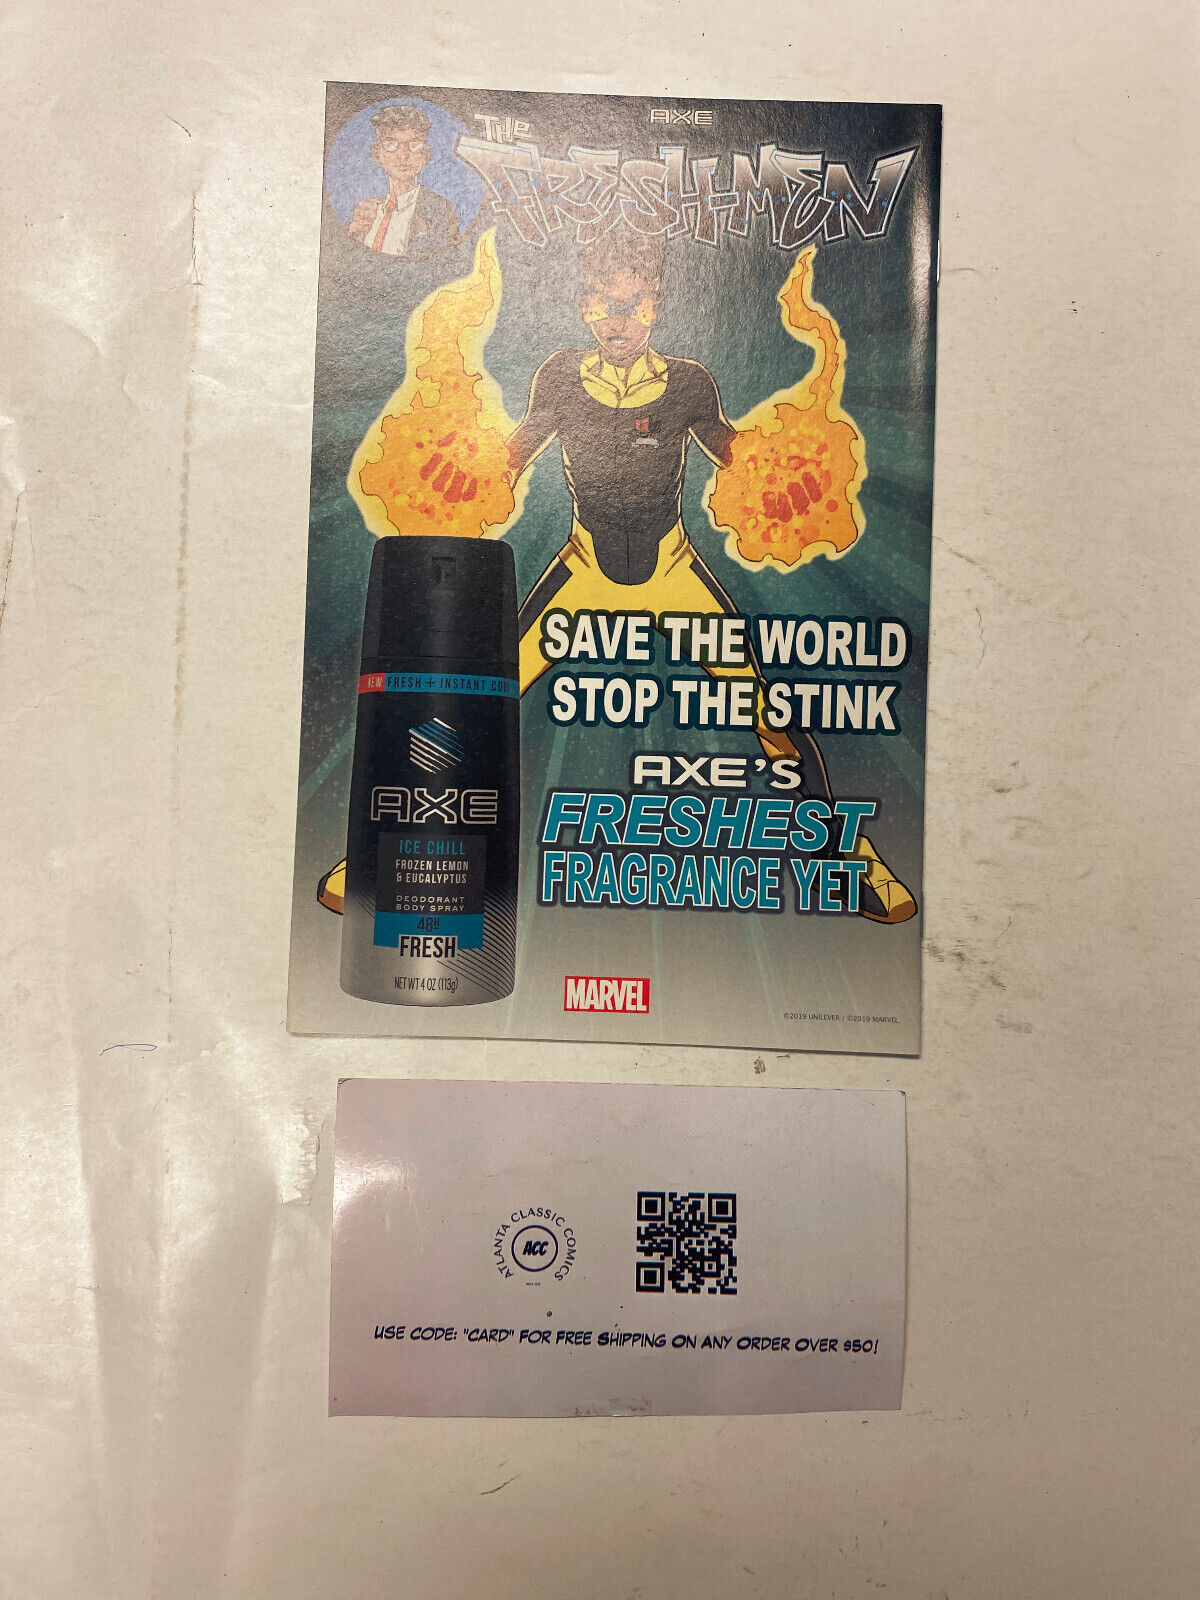 AXE
THE
FRESH-MEN
SAVE THE WORLD
STOP THE STINK
AXE'S
FRESHEST
FRAGRANCE YET
NEW FRESH + INSTANT COOL
AXE
ICE CHILL
FROZEN LEMON
& EUCALYPTUS
DEODORANT
BODY SPRAY
48H
FRESH
NET WT 4 OZ (113g)
MARVEL
©2019 UNILEVER / ©2019 MARVEL
ATLANTA CLASSIC COMICS
ACC
USE CODE: "CARD" FOR FREE SHIPPING ON ANY ORDER OVER $50!